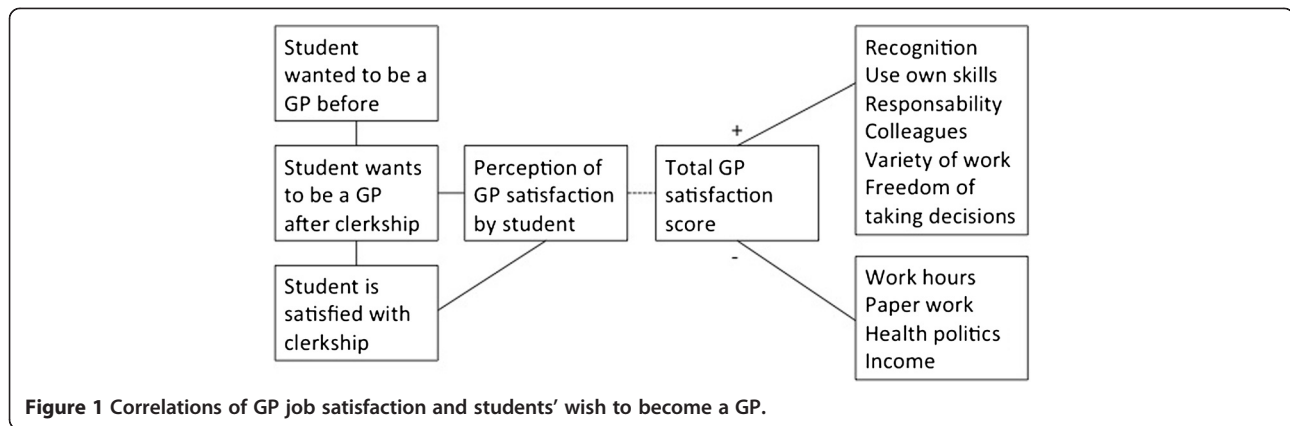 Student
wanted to be a
GP before
Student wants
to be a GP
after clerkship
Student is
satisfied with
clerkship
Perception of
GP satisfaction
by student
Total GP
satisfaction
score
+
-
Recognition
Use own skills
Responsability
Colleagues
Variety of work
Freedom of
taking decisions
Work hours
Paper work
Health politics
Income
Figure 1 Correlations of GP job satisfaction and students’ wish to become a GP.